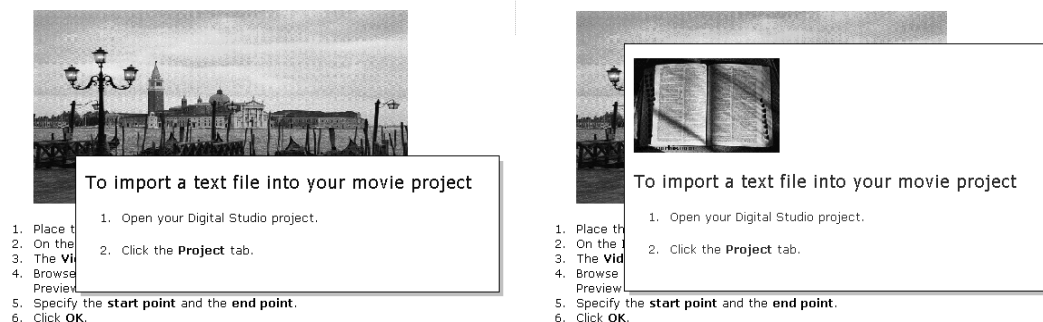 To import a text file into your movie project
1. Open your Digital Studio project.
2. Click the Project tab.
1. Place
2. On the
3. The
4. Browse
Preview
5. Specify the start point and the end point.
6. Click OK.
To import a text file into your movie project
1. Open your Digital Studio project.
2. Click the Project tab.
1. Place
2. On the
3. The
4. Browse
Preview
5. Specify the start point and the end point.
6. Click OK.